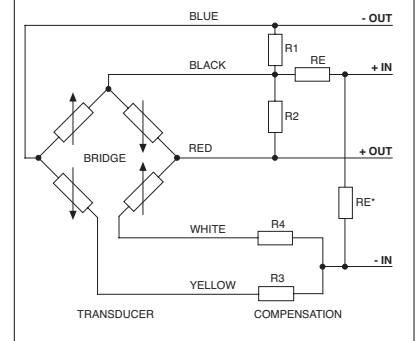 BLUE - OUT
R1
BLACK RE + IN
R2
BRIDGE RED + OUT
RE*
WHITE R4
- IN
YELLOW R3
TRANSDUCER COMPENSATION